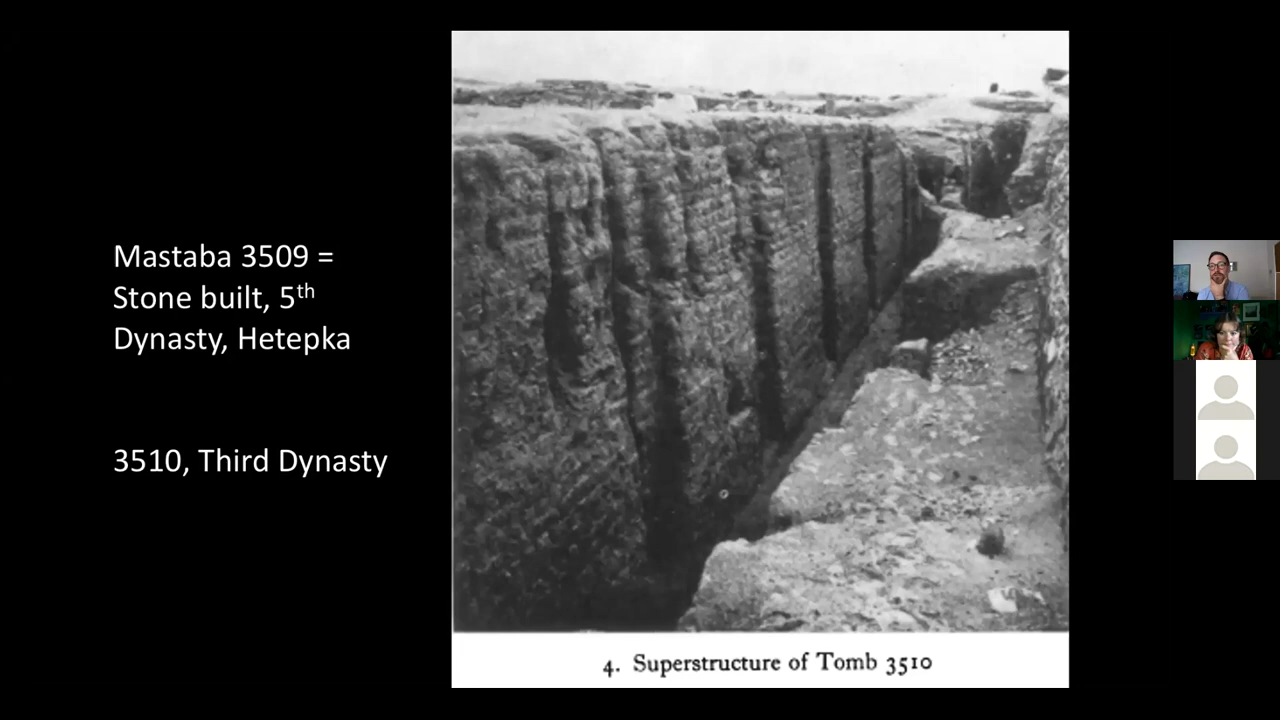 Mastaba 3509 =
Stone built, 5th
Dynasty, Hetepka
3510, Third Dynasty
4. Superstructure of Tomb 3510